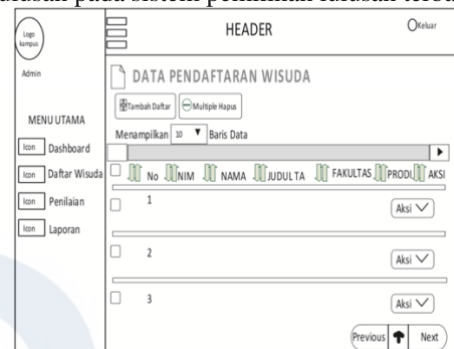 Logo
kampus
HEADER
Keluar
Admin
DATA PENDAFTARAN WISUDA
Tambah Daftar
Multiple Hapus
MENU UTAMA
Menampilkan 10 Baris Data
Icon Dashboard
Icon Daftar Wisuda
Icon Penilaian
Icon Laporan
No NIM NAMA JUDUL TA FAKULTAS PRODI AKSI
1 Aksi
2 Aksi
3 Aksi
Previous Next